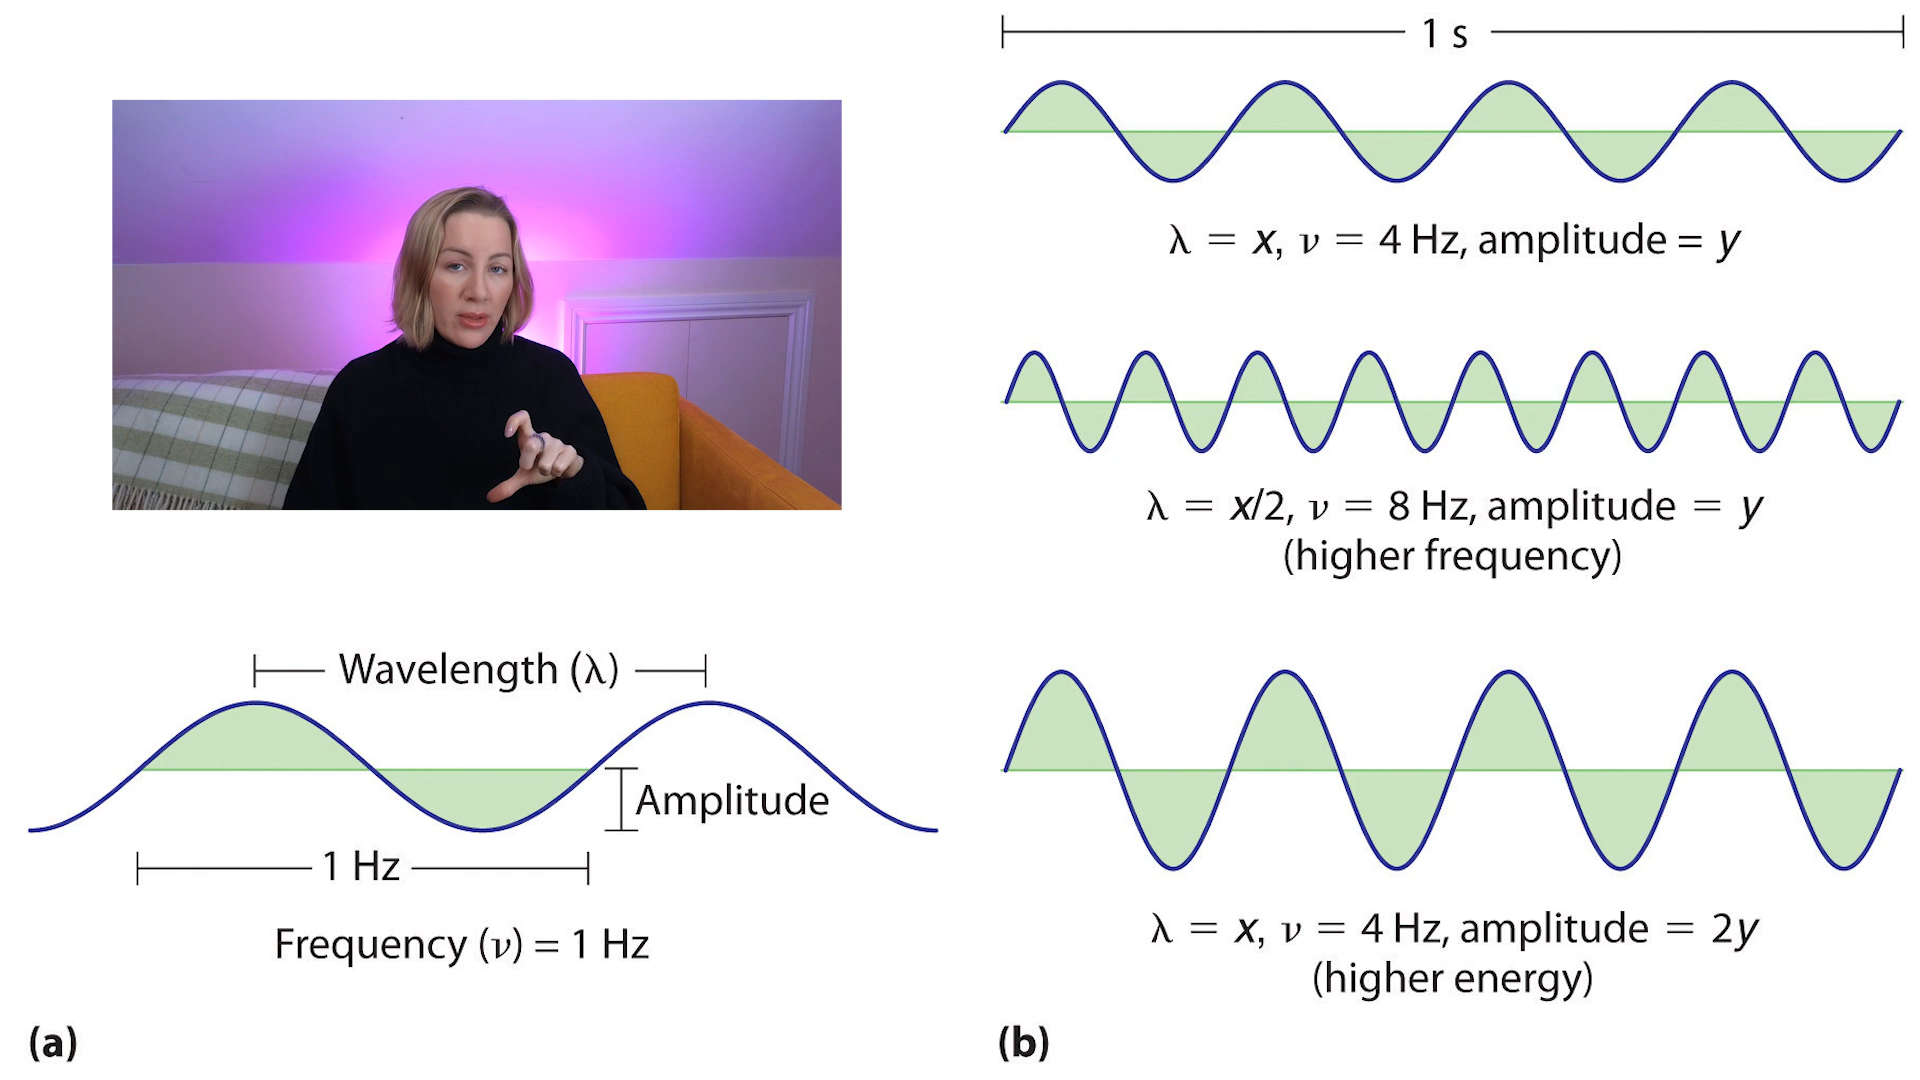 Wavelength (λ)
Amplitude
1 Hz
Frequency (ν) = 1 Hz
(a)
1 s
λ = x, ν = 4 Hz, amplitude = y
λ = x/2, ν = 8 Hz, amplitude = y
(higher frequency)
λ = x, ν = 4 Hz, amplitude = 2y
(higher energy)
(b)